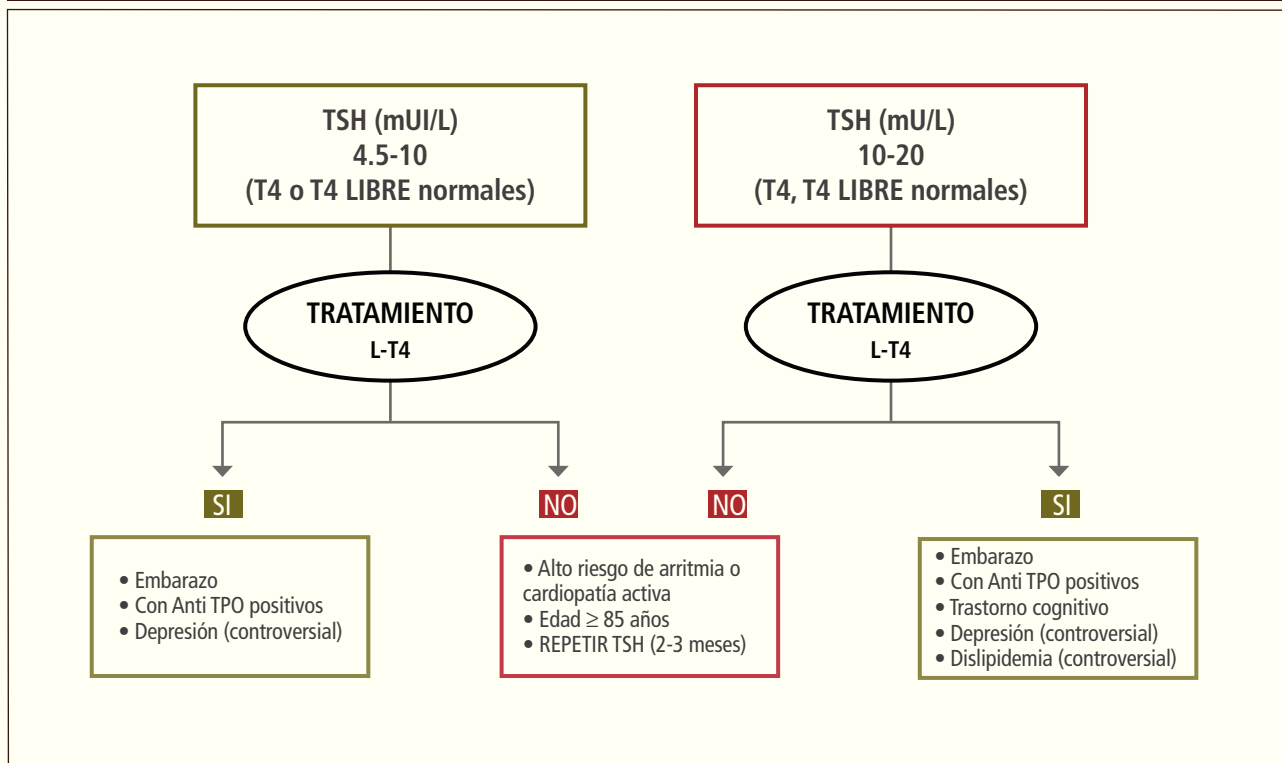 TSH (mUI/L)
4.5-10
(T4 o T4 LIBRE normales)
TSH (mU/L)
10-20
(T4, T4 LIBRE normales)
TRATAMIENTO
L-T4
TRATAMIENTO
L-T4
SI
NO
NO
SI
• Embarazo
• Con Anti TPO positivos
• Depresión (controversial)
• Alto riesgo de arritmia o
cardiopatía activa
• Edad ≥ 85 años
• REPETIR TSH (2-3 meses)
• Embarazo
• Con Anti TPO positivos
• Trastorno cognitivo
• Depresión (controversial)
• Dislipidemia (controversial)